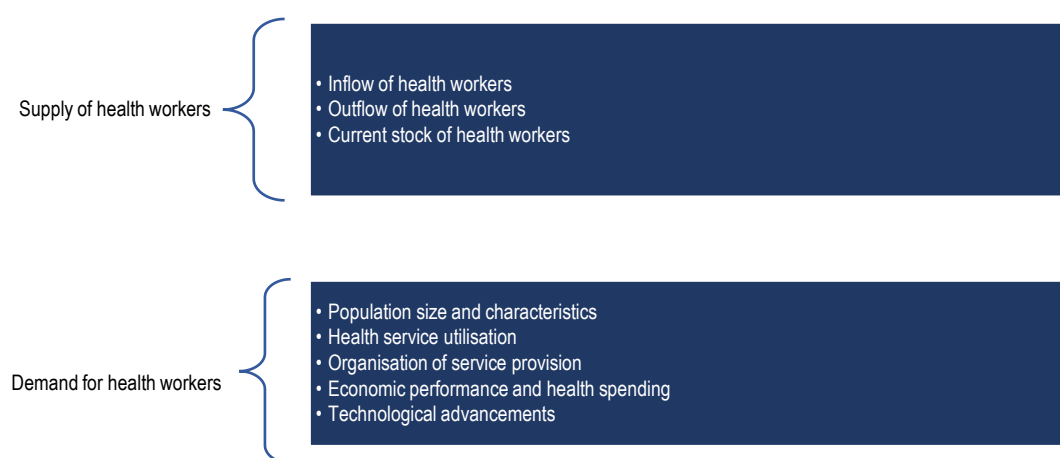 Supply of health workers
• Inflow of health workers
• Outflow of health workers
• Current stock of health workers
Demand for health workers
• Population size and characteristics
• Health service utilisation
• Organisation of service provision
• Economic performance and health spending
• Technological advancements